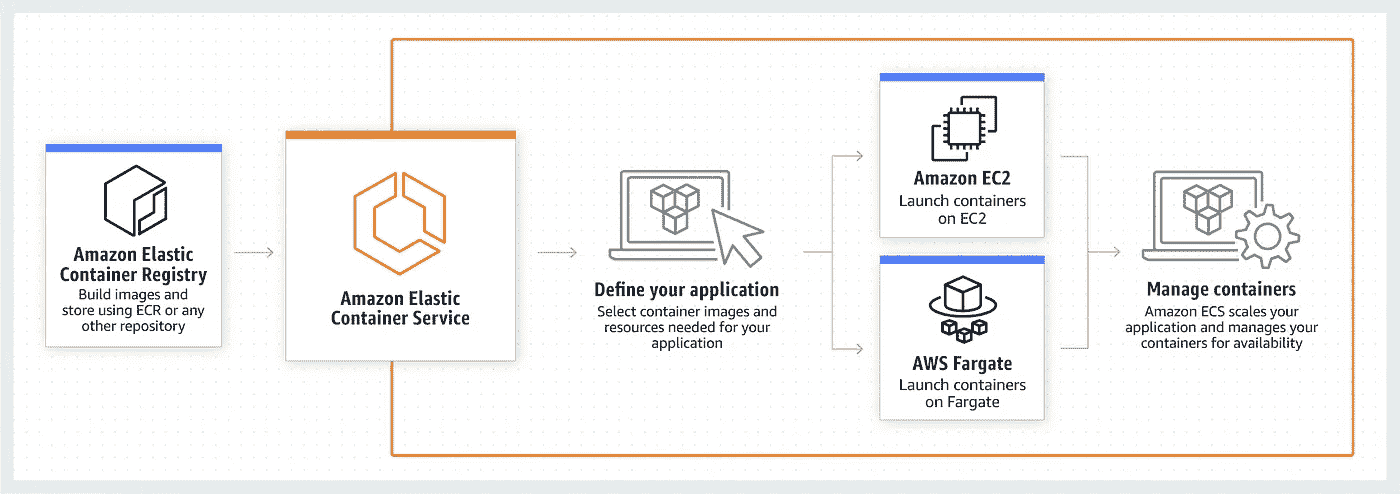 Amazon Elastic
Container Registry
Build images and
store using ECR or any
other repository
Amazon Elastic
Container Service
Define your application
Select container images and
resources needed for your
application
Amazon EC2
Launch containers
on EC2
AWS Fargate
Launch containers
on Fargate
Manage containers
Amazon ECS scales your
application and manages your
containers for availability